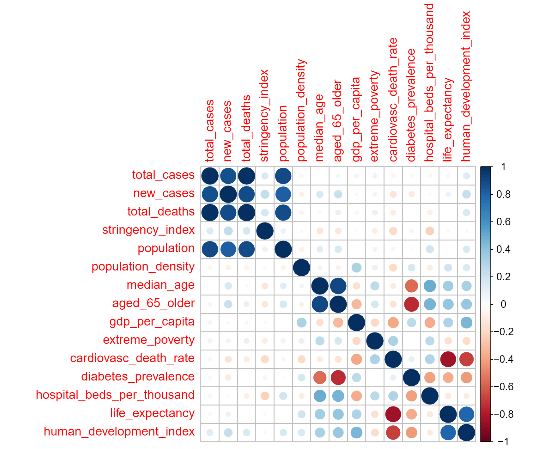 total_cases
new_cases
total_deaths
stringency_index
population
population_density
median_age
aged_65_older
gdp_per_capita
extreme_poverty
cardiovasc_death_rate
diabetes_prevalence
hospital_beds_per_thousand
life_expectancy
human_development_index
total_cases
new_cases
total_deaths
stringency_index
population
population_density
median_age
aged_65_older
gdp_per_capita
extreme_poverty
cardiovasc_death_rate
diabetes_prevalence
hospital_beds_per_thousand
life_expectancy
human_development_index
1
0.8
0.6
0.4
0.2
0
-0.2
-0.4
-0.6
-0.8
-1